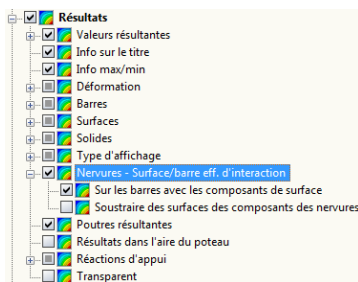 Résultats
Valeurs résultantes
Info sur le titre
Info max/min
Déformation
Barres
Surfaces
Solides
Type d'affichage
Nervures - Surface/barre eff. d'interaction
Sur les barres avec les composants de surface
Soustraire des surfaces des composants des nervures
Poutres résultantes
Résultats dans l'aire du poteau
Réactions d'appui
Transparent